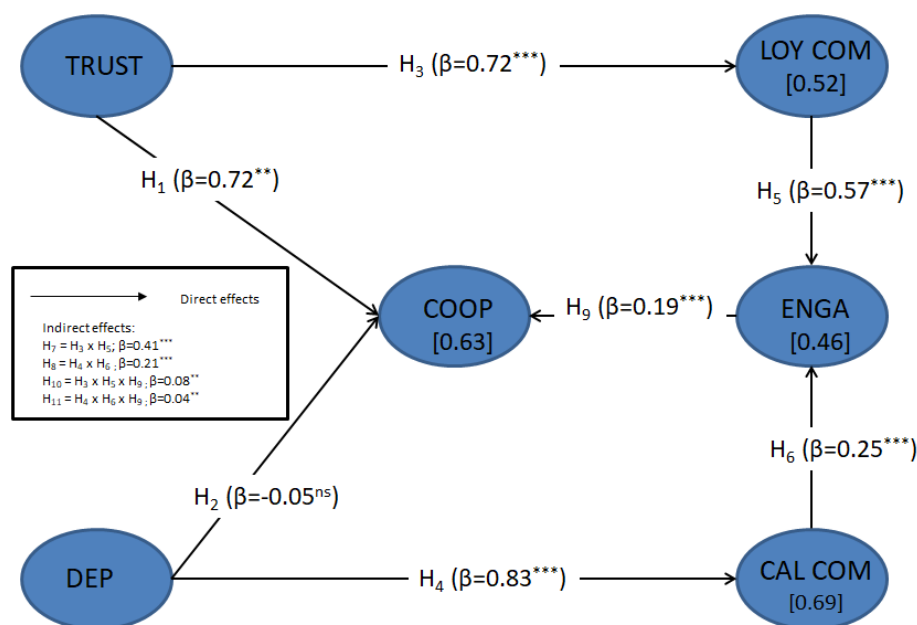 TRUST
H₃ (β=0.72***)
LOY COM
[0.52]
H₁ (β=0.72**)
H₅ (β=0.57***)
Direct effects
Indirect effects:
H₇ = H₃ x H₅; β=0.41***
H₈ = H₄ x H₆ ; β=0.21***
H₁₀ = H₃ x H₅ x H₉ ; β=0.08**
H₁₁ = H₄ x H₆ x H₉ ; β=0.04**
COOP
[0.63]
H₉ (β=0.19***)
ENGA
[0.46]
H₂ (β=-0.05ⁿˢ)
H₆ (β=0.25***)
DEP
H₄ (β=0.83***)
CAL COM
[0.69]